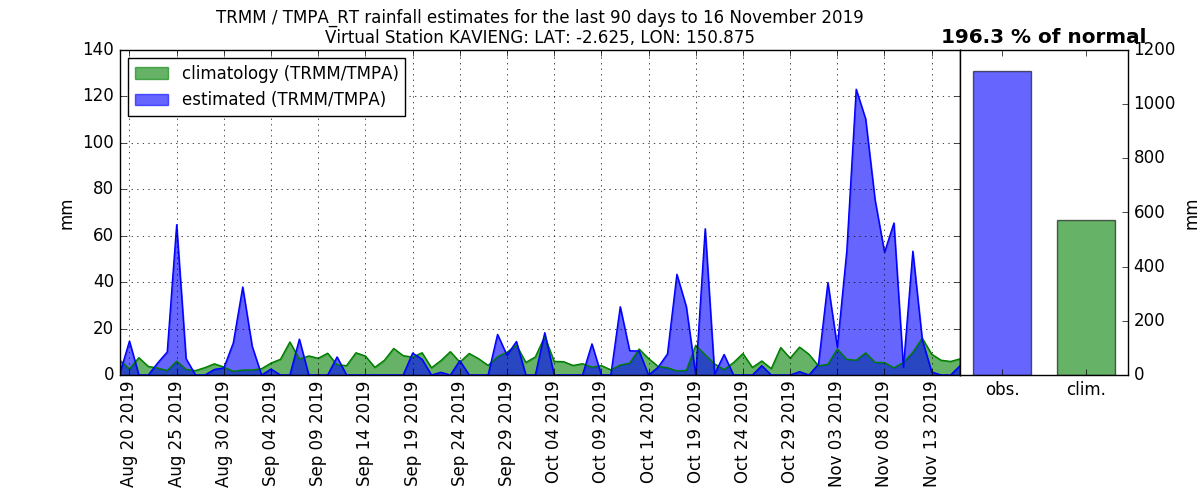 TRMM / TMPA_RT rainfall estimates for the last 90 days to 16 November 2019
Virtual Station KAVIENG: LAT: -2.625, LON: 150.875
196.3 % of normal
climatology (TRMM/TMPA)
estimated (TRMM/TMPA)
mm
140
120
100
80
60
40
20
0
Aug 20 2019
Aug 25 2019
Aug 30 2019
Sep 04 2019
Sep 09 2019
Sep 14 2019
Sep 19 2019
Sep 24 2019
Sep 29 2019
Oct 04 2019
Oct 09 2019
Oct 14 2019
Oct 19 2019
Oct 24 2019
Oct 29 2019
Nov 03 2019
Nov 08 2019
Nov 13 2019
obs.
clim.
1200
1000
800
600
400
200
0
mm